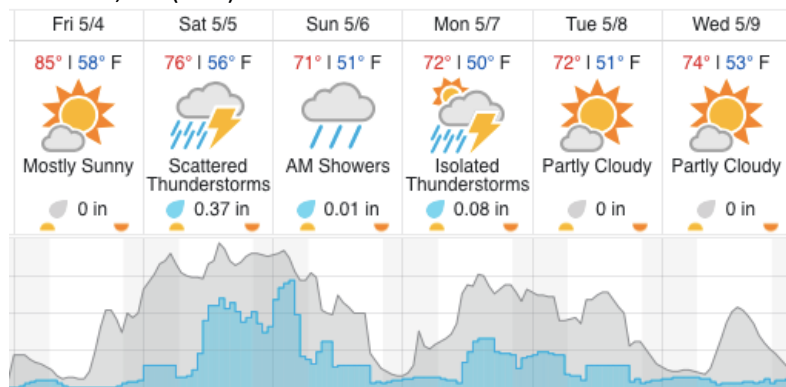 Fri 5/4 Sat 5/5 Sun 5/6 Mon 5/7 Tue 5/8 Wed 5/9
85° | 58° F 76° | 56° F 71° | 51° F 72° | 50° F 72° | 51° F 74° | 53° F
Mostly Sunny Scattered AM Showers Isolated Partly Cloudy Partly Cloudy
Thunderstorms Thunderstorms
0 in 0.37 in 0.01 in 0.08 in 0 in 0 in